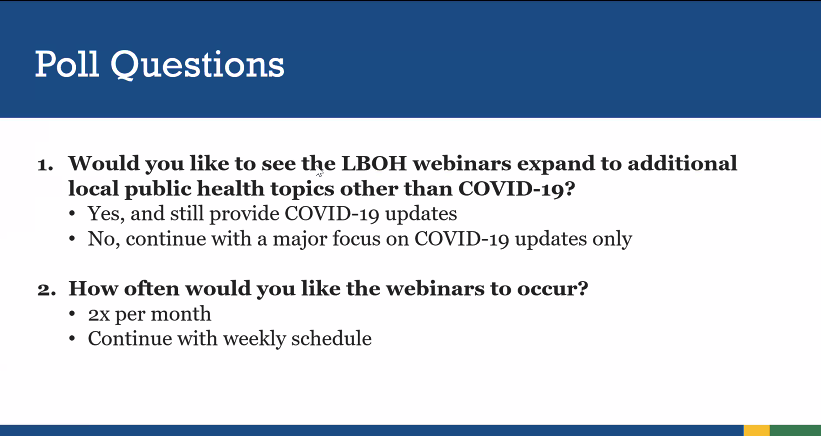 Poll Questions
1. Would you like to see the LBOH webinars expand to additional
local public health topics other than COVID-19?
• Yes, and still provide COVID-19 updates
• No, continue with a major focus on COVID-19 updates only
2. How often would you like the webinars to occur?
• 2x per month
• Continue with weekly schedule